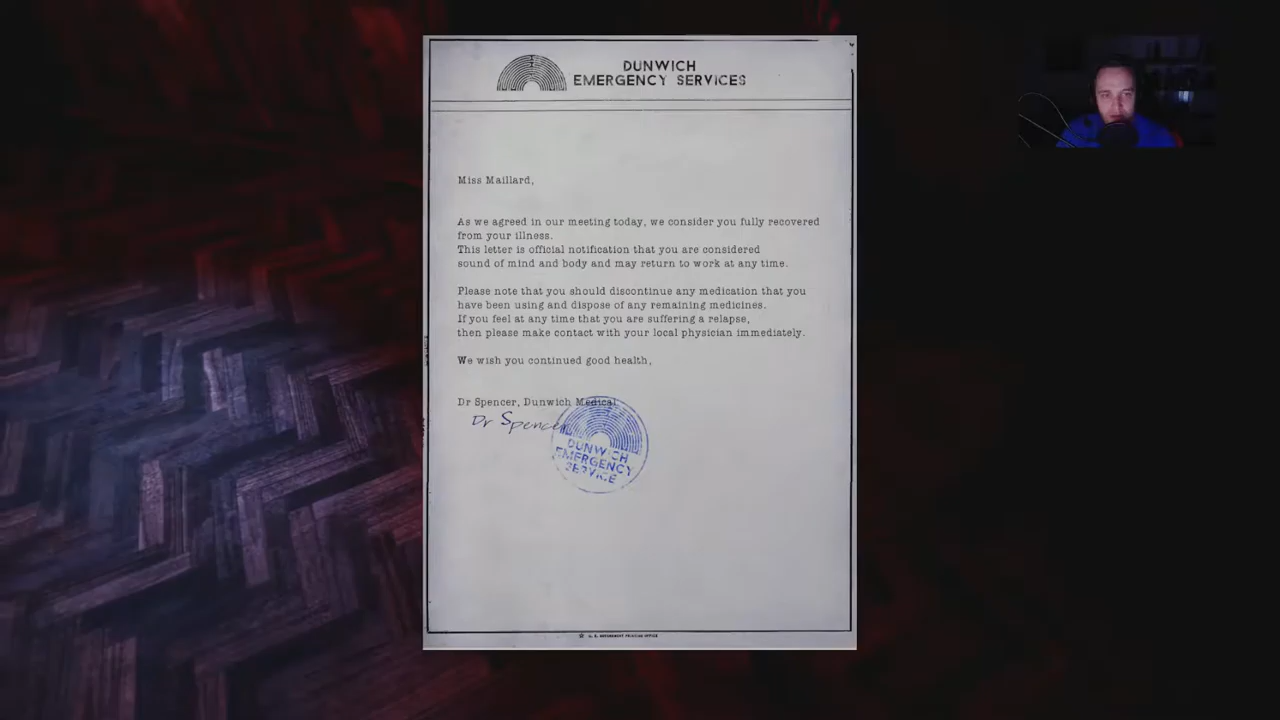 DUNWICH
EMERGENCY SERVICES
Miss Maillard,
As we agreed in our meeting today, we consider you fully recovered
from your illness.
This letter is official notification that you are considered
sound of mind and body and may return to work at any time.
Please note that you should discontinue any medication that you
have been using and dispose of any remaining medicines.
If you feel at any time that you are suffering a relapse,
then please make contact with your local physician immediately.
We wish you continued good health,
Dr Spencer, Dunwich Medical
Dr Spencer
DUNWICH
EMERGENCY
SERVICE
U. S. GOVERNMENT PRINTING OFFICE